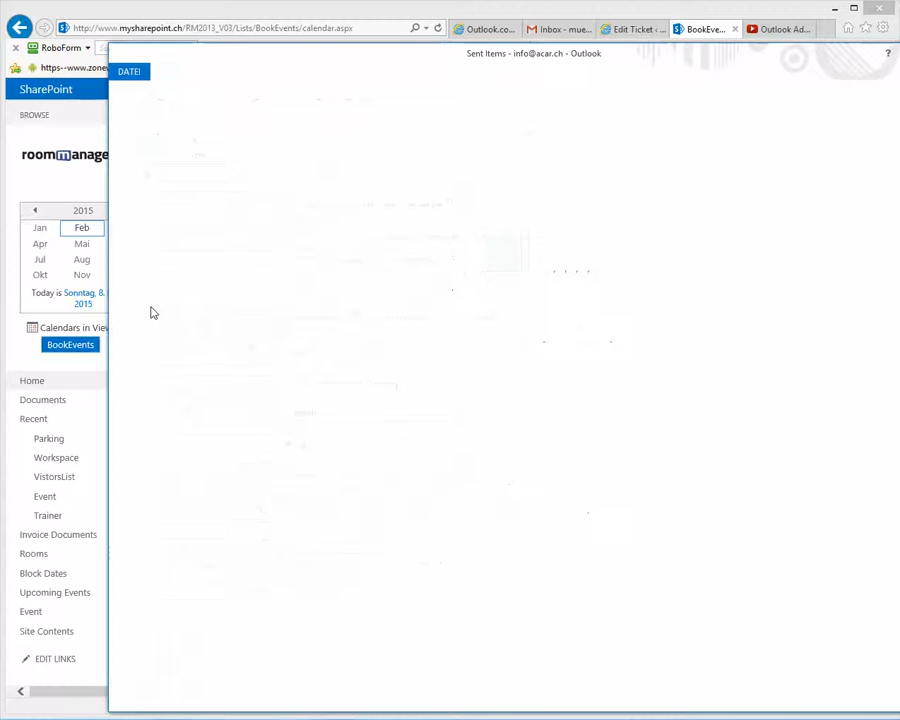 http://www.mysharepoint.ch/RM2013_V03/Lists/BookEvents/calendar.aspx
Outlook.co...
Inbox - mue...
Edit Ticket - ...
BookEve...
Outlook Ad...
RoboForm
https--www.zone
Sent Items - info@acar.ch - Outlook
?
DATEI
SharePoint
BROWSE
roommanage
2015
Jan Feb
Apr Mai
Jul Aug
Okt Nov
Today is Sonntag, 8.
2015
Calendars in View
BookEvents
Home
Documents
Recent
Parking
Workspace
VistorsList
Event
Trainer
Invoice Documents
Rooms
Block Dates
Upcoming Events
Event
Site Contents
EDIT LINKS